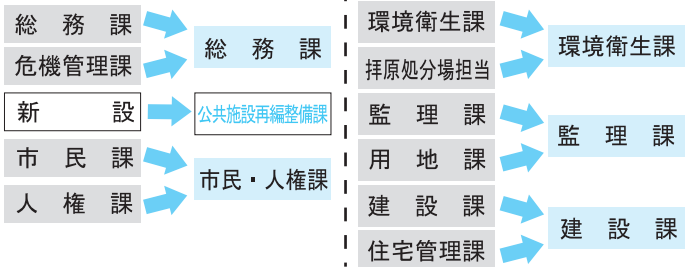 総務課
危機管理課
総務課
新設
公共施設再編整備課
市民課
人権課
市民・人権課
環境衛生課
拝原処分場担当
環境衛生課
監理課
用地課
監理課
建設課
住宅管理課
建設課